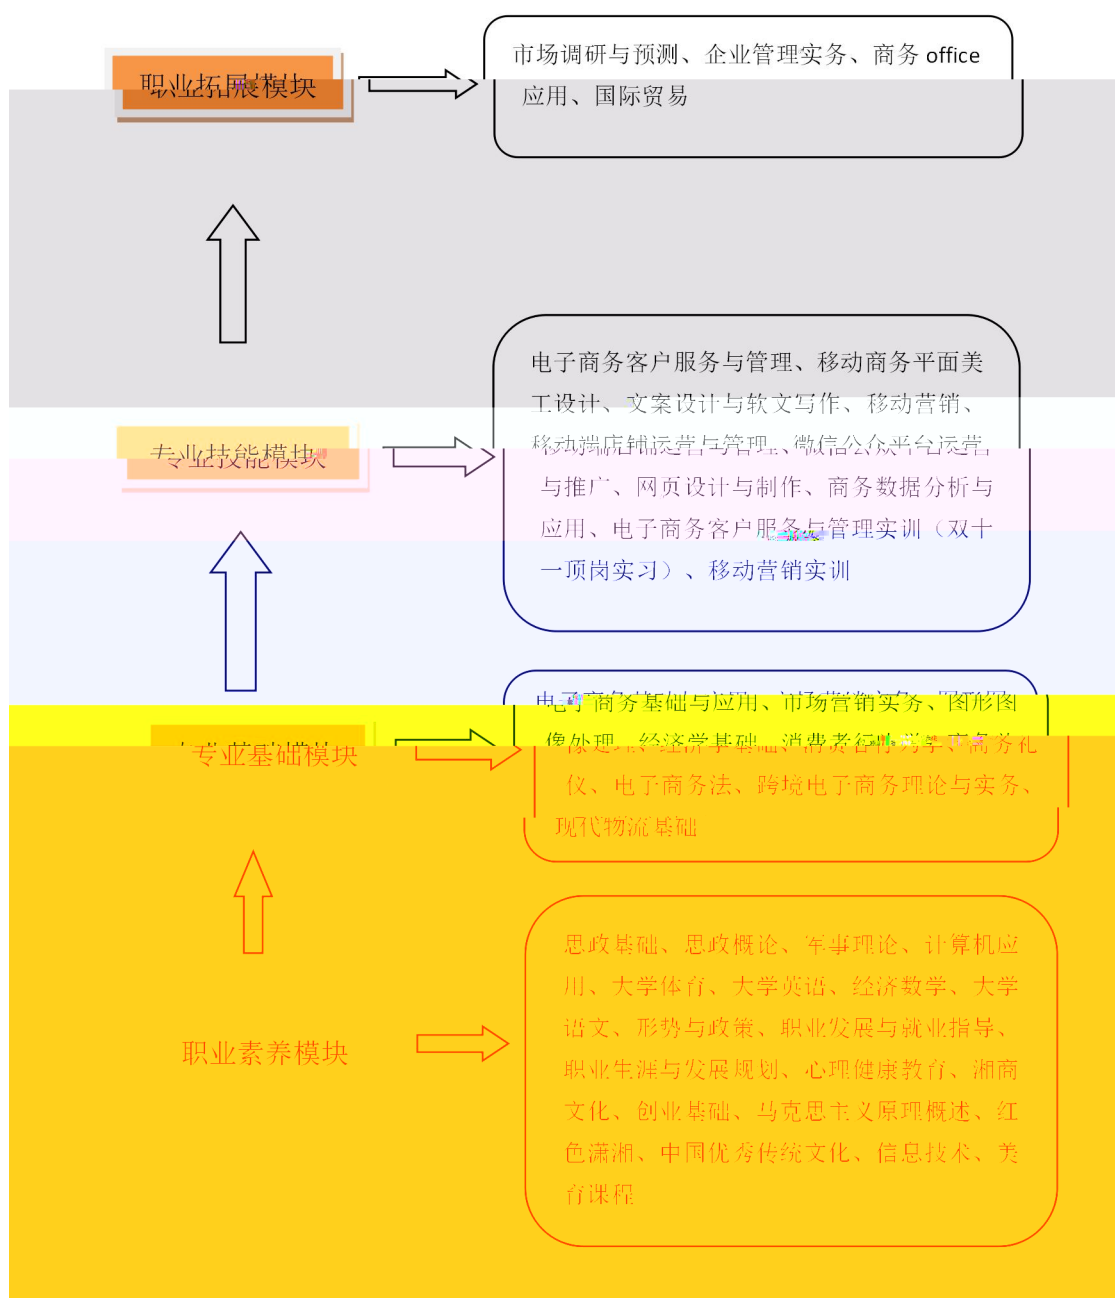 市场调研与预测、企业管理实务、商务 office
职业拓展模块
应用、国际贸易
电子商务客户服务与管理、移动商务平面美
工设计、文案设计与软文写作、移动营销、
移动端店铺运营与管理、微信公众平台运营
专业技能模块
与推广、网页设计与制作、商务数据分析与
应用、电子商务客户服务与管理实训（双十
一顶岗实习）、移动营销实训
电子商务基础与应用、市场营销实务、图形图
像处理、经济学基础、消费者行为学、商务礼
专业基础模块
仪、电子商务法、跨境电子商务理论与实务、
现代物流基础
思政基础、思政概论、军事理论、计算机应
用、大学体育、大学英语、经济数学、大学
语文、形势与政策、职业发展与就业指导、
职业素养模块
职业生涯与发展规划、心理健康教育、湘商
文化、创业基础、马克思主义原理概述、红
色潇湘、中国优秀传统文化、信息技术、美
育课程